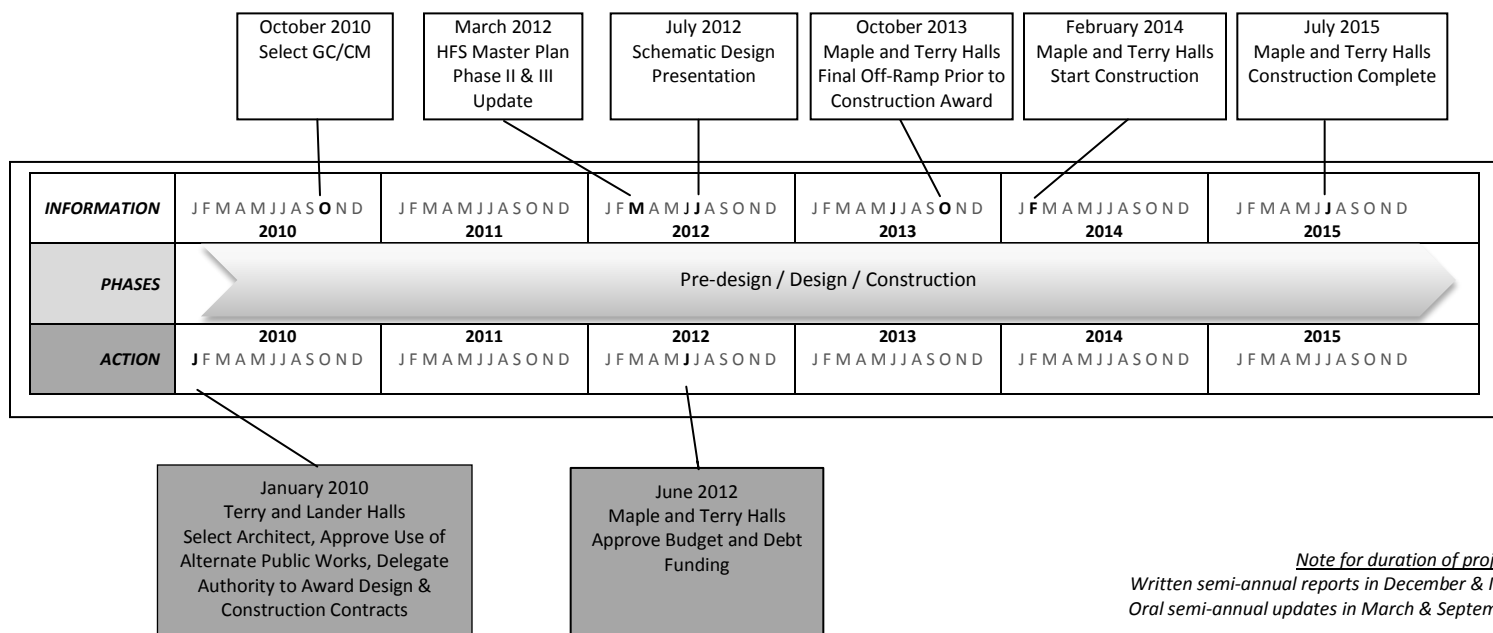 October 2010
Select GC/CM
March 2012
HFS Master Plan
Phase II & III
Update
July 2012
Schematic Design
Presentation
October 2013
Maple and Terry Halls
Final Off-Ramp Prior to
Construction Award
February 2014
Maple and Terry Halls
Start Construction
July 2015
Maple and Terry Halls
Construction Complete
INFORMATION
J F M A M J J A S O N D
2010
J F M A M J J A S O N D
2011
J F M A M J J A S O N D
2012
J F M A M J J A S O N D
2013
J F M A M J J A S O N D
2014
J F M A M J J A S O N D
2015
PHASES
Pre-design / Design / Construction
ACTION
2010
J F M A M J J A S O N D
2011
J F M A M J J A S O N D
2012
J F M A M J J A S O N D
2013
J F M A M J J A S O N D
2014
J F M A M J J A S O N D
2015
J F M A M J J A S O N D
January 2010
Terry and Lander Halls
Select Architect, Approve Use of
Alternate Public Works, Delegate
Authority to Award Design &
Construction Contracts
June 2012
Maple and Terry Halls
Approve Budget and Debt
Funding
Note for duration of
Written semi-annual reports in December &
Oral semi-annual updates in March &